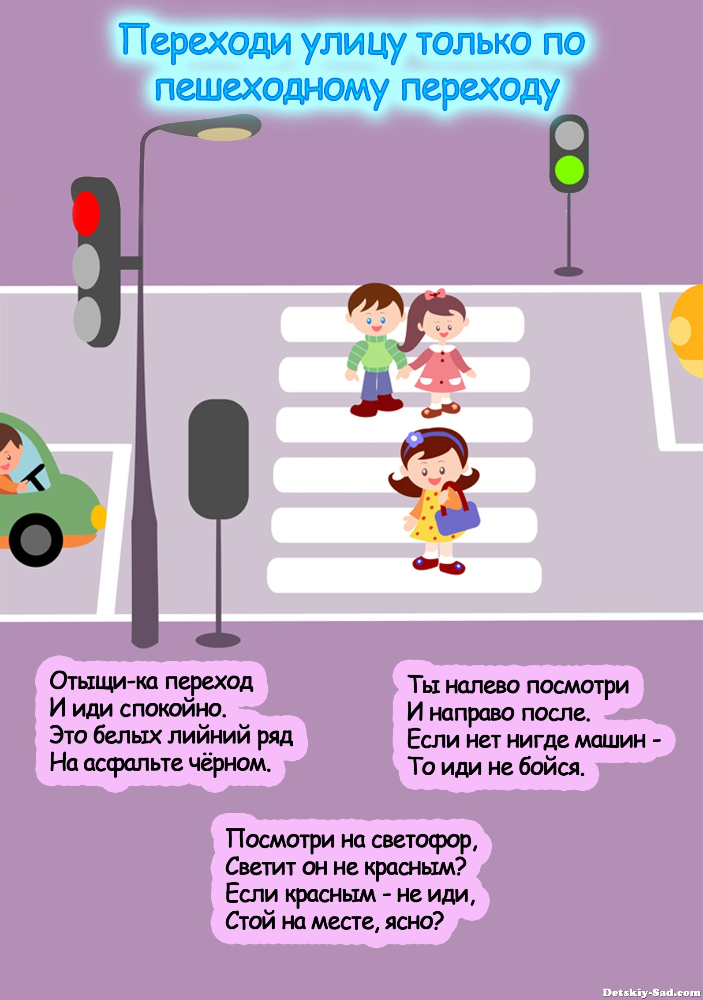 Переходи улицу только по
пешеходному переходу
Отыщи-ка переход
И иди спокойно.
Это белых лийний ряд
На асфальте чёрном.
Ты налево посмотри
И направо после.
Если нет нигде машин -
То иди не бойся.
Посмотри на светофор,
Светит он не красным?
Если красным - не иди,
Стой на месте, ясно?
Detskiy-Sad.com